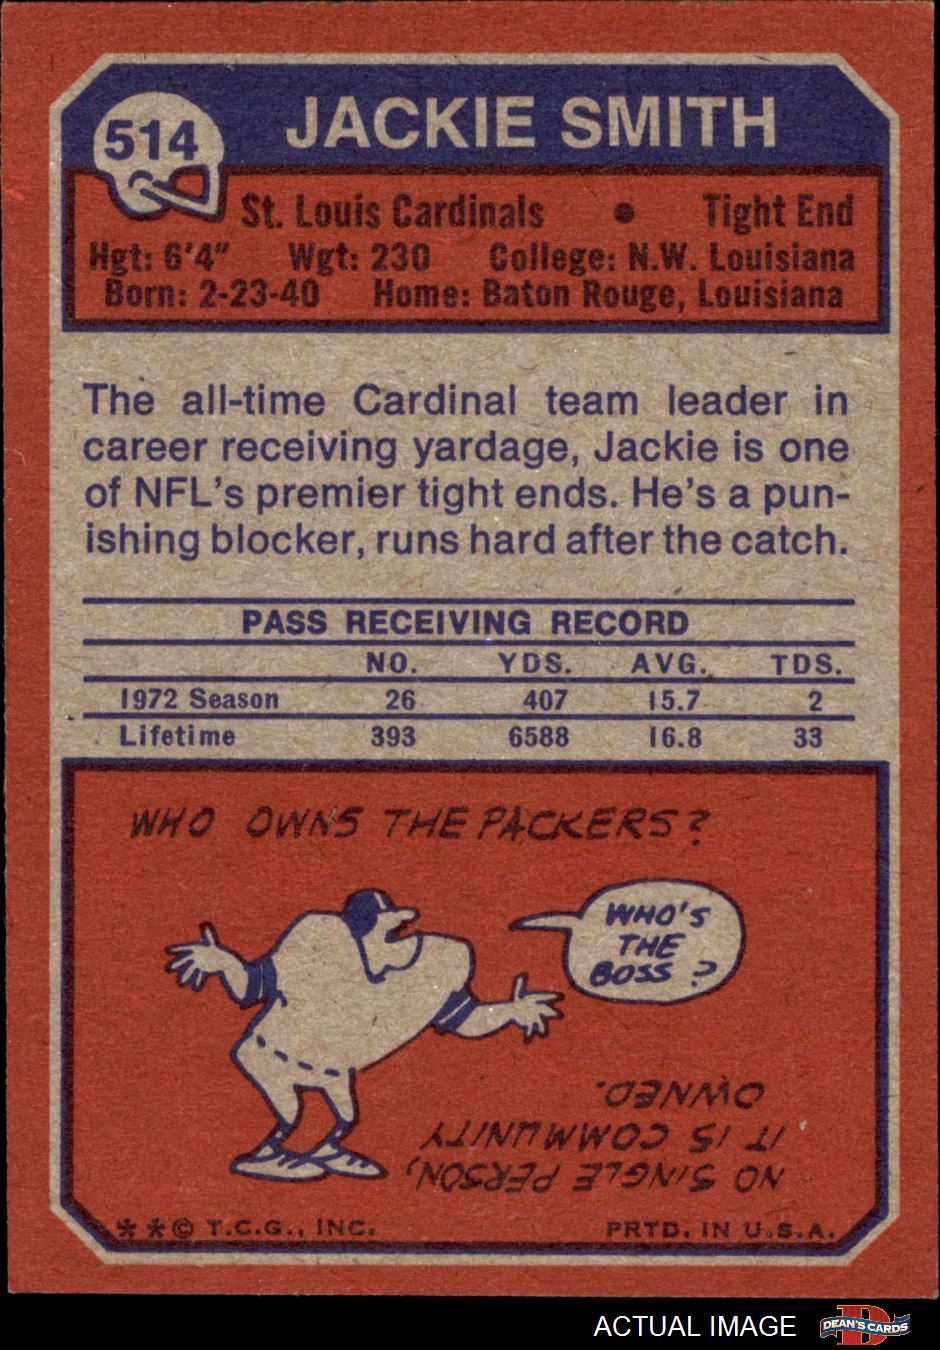 514
JACKIE SMITH
St. Louis Cardinals • Tight End
Hgt: 6'4" Wgt: 230 College: N.W. Louisiana
Born: 2-23-40 Home: Baton Rouge, Louisiana
The all-time Cardinal team leader in
career receiving yardage, Jackie is one
of NFL's premier tight ends. He's a pun-
ishing blocker, runs hard after the catch.
PASS RECEIVING RECORD
NO. YDS. AVG. TDS.
1972 Season 26 407 15.7 2
Lifetime 393 6588 16.8 33
WHO OWNS THE PACKERS?
WHO'S
THE
BOSS?
NO SINGLE PERSON,
IT IS COMMUNITY
OWNED.
**© T.C.G., INC. PRTD. IN U.S.A.
ACTUAL IMAGE
D
DEAN'S CARDS